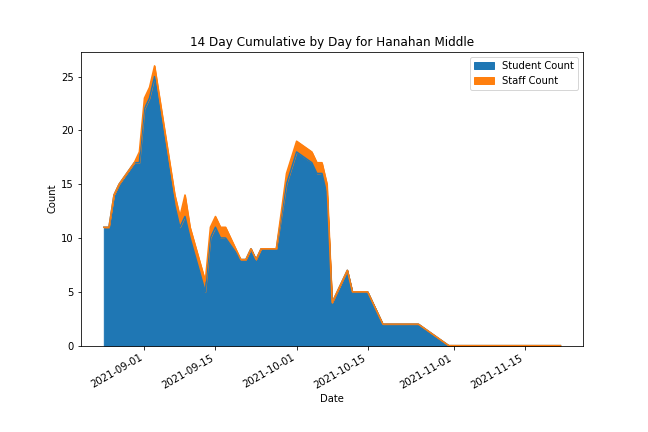 14 Day Cumulative by Day for Hanahan Middle
Student Count
Staff Count
Count
25
20
15
10
5
0
2021-09-01
2021-09-15
2021-10-01
2021-10-15
2021-11-01
2021-11-15
Date